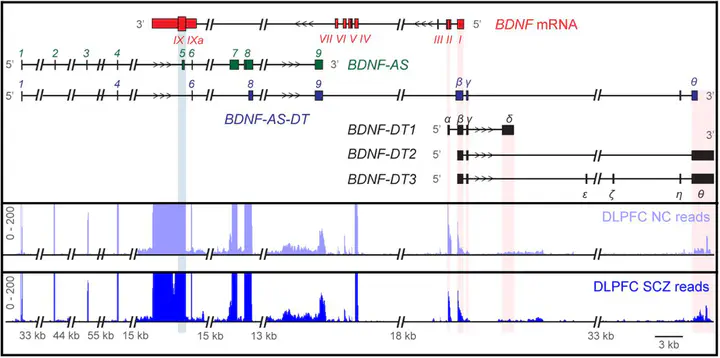 3' IX IXa VII VI V IV III II I 5' BDNF mRNA
1 2 3 4 5 6 7 8 9
5' 3' BDNF-AS
1 4 6 8 9 β γ θ
5' 3'
BDNF-AS-DT
α β γ δ
BDNF-DT1 5' 3'
BDNF-DT2 5'
BDNF-DT3 5' ε ζ η θ
0 - 200 DLPFC NC reads
0 - 200 DLPFC SCZ reads
33 kb 44 kb 55 kb 15 kb 15 kb 13 kb 18 kb 33 kb 3 kb